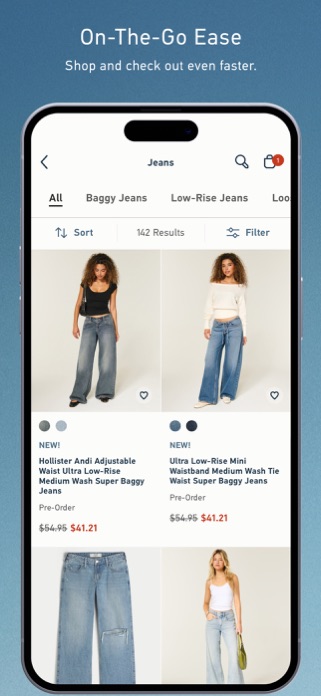 On-The-Go Ease
Shop and check out even faster.
Jeans
1
All
Baggy Jeans
Low-Rise Jeans
Loo
Sort
142 Results
Filter
NEW!
Hollister Andi Adjustable
Waist Ultra Low-Rise
Medium Wash Super Baggy
Jeans
Pre-Order
$54.95 $41.21
NEW!
Ultra Low-Rise Mini
Waistband Medium Wash Tie
Waist Super Baggy Jeans
Pre-Order
$54.95 $41.21